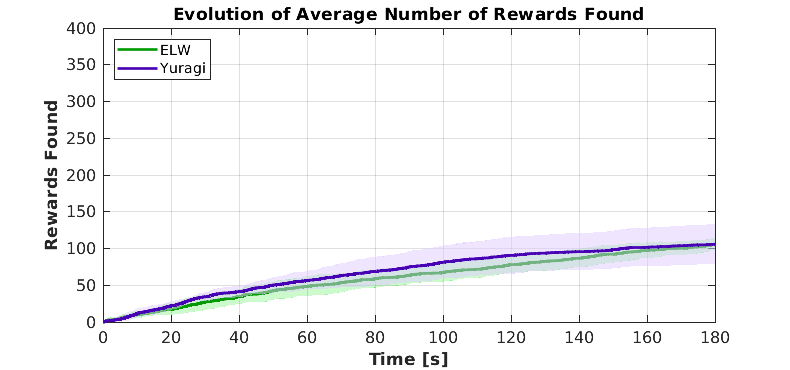 Evolution of Average Number of Rewards Found
400
350
300
250
200
150
100
50
0
Rewards Found
ELW
Yuragi
0 20 40 60 80 100 120 140 160 180
Time [s]